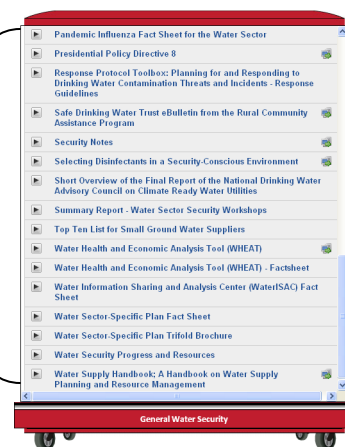 Pandemic Influenza Fact Sheet for the Water Sector
Presidential Policy Directive 8
Response Protocol Toolbox: Planning for and Responding to
Drinking Water Contamination Threats and Incidents - Response
Guidelines
Safe Drinking Water Trust eBulletin from the Rural Community
Assistance Program
Security Notes
Selecting Disinfectants in a Security-Conscious Environment
Short Overview of the Final Report of the National Drinking Water
Advisory Council on Climate Ready Water Utilities
Summary Report - Water Sector Security Workshops
Top Ten List for Small Ground Water Suppliers
Water Health and Economic Analysis Tool (WHEAT)
Water Health and Economic Analysis Tool (WHEAT) - Factsheet
Water Information Sharing and Analysis Center (WaterISAC) Fact
Sheet
Water Sector-Specific Plan Fact Sheet
Water Sector-Specific Plan Trifold Brochure
Water Security Progress and Resources
Water Supply Handbook; A Handbook on Water Supply
Planning and Resource Management
General Water Security